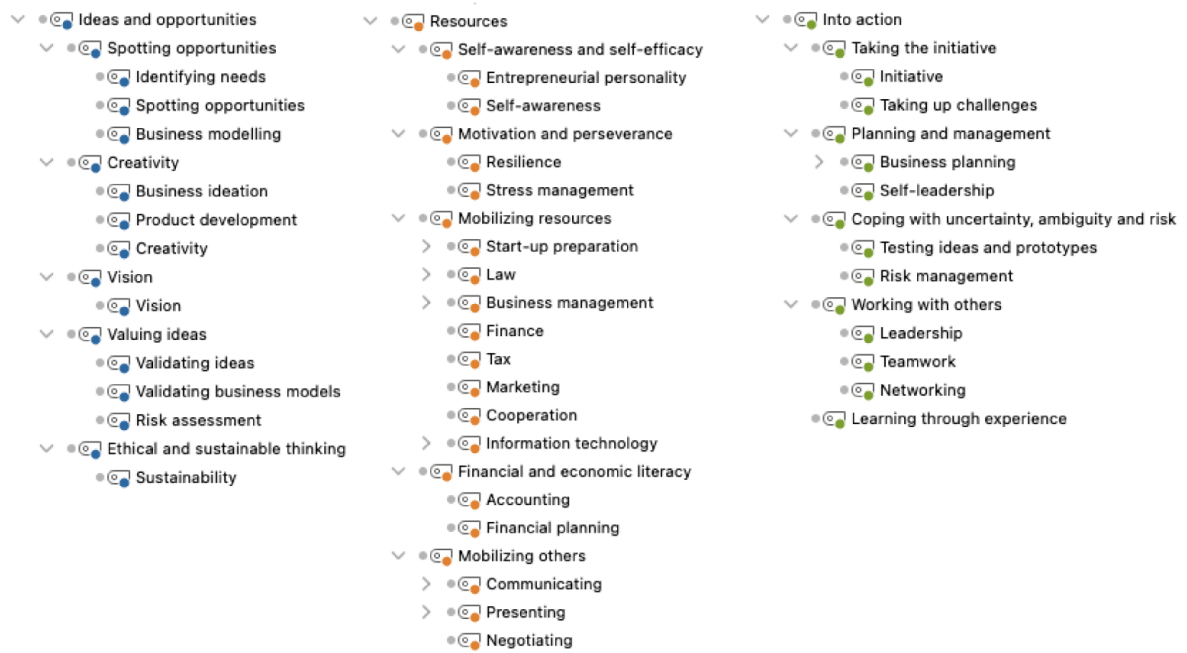 Ideas and opportunities
Spotting opportunities
Identifying needs
Spotting opportunities
Business modelling
Creativity
Business ideation
Product development
Creativity
Vision
Vision
Valuing ideas
Validating ideas
Validating business models
Risk assessment
Ethical and sustainable thinking
Sustainability
Resources
Self-awareness and self-efficacy
Entrepreneurial personality
Self-awareness
Motivation and perseverance
Resilience
Stress management
Mobilizing resources
Start-up preparation
Law
Business management
Finance
Tax
Marketing
Cooperation
Information technology
Financial and economic literacy
Accounting
Financial planning
Mobilizing others
Communicating
Presenting
Negotiating
Into action
Taking the initiative
Initiative
Taking up challenges
Planning and management
Business planning
Self-leadership
Coping with uncertainty, ambiguity and risk
Testing ideas and prototypes
Risk management
Working with others
Leadership
Teamwork
Networking
Learning through experience